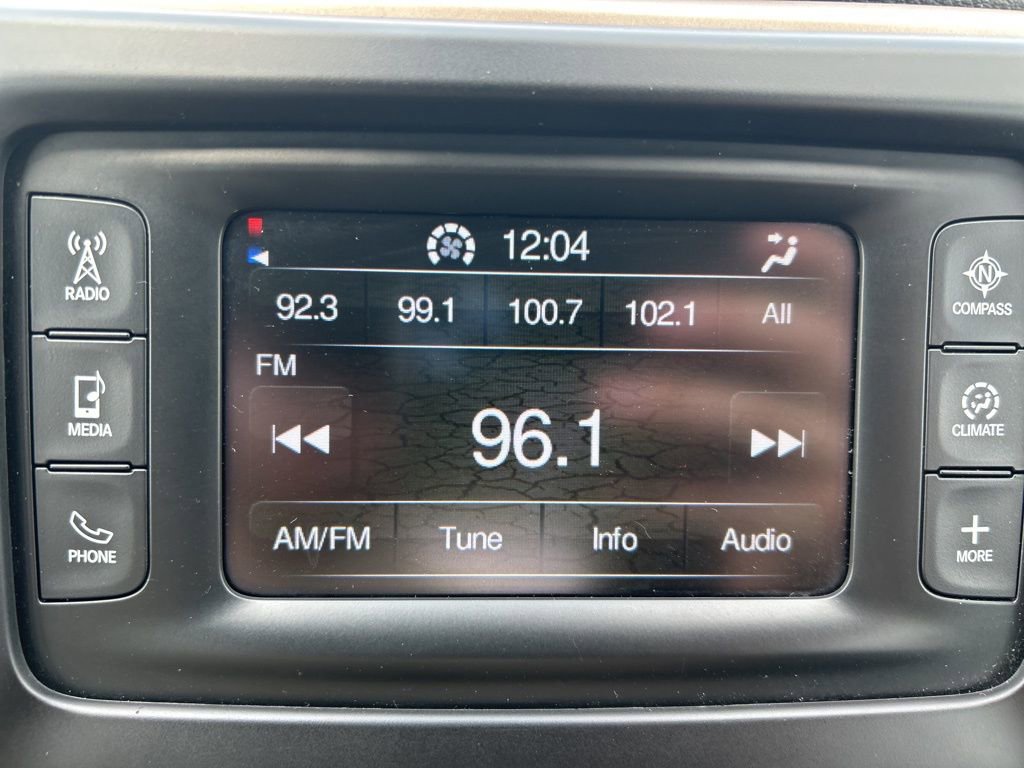 12:04
92.3 99.1 100.7 102.1 All
FM
96.1
AM/FM Tune Info Audio
RADIO
MEDIA
PHONE
N
COMPASS
CLIMATE
MORE